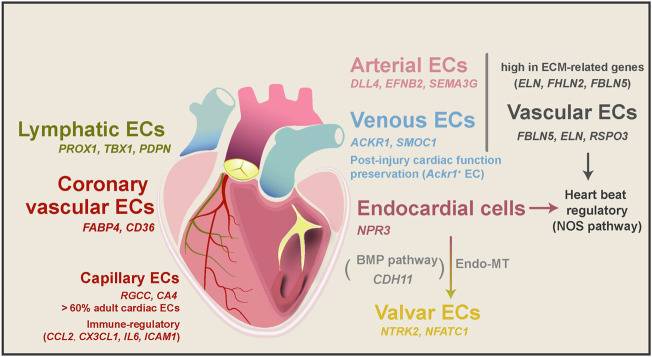 Lymphatic ECs
PROX1, TBX1, PDPN
Coronary
vascular ECs
FABP4, CD36
Capillary ECs
RGCC, CA4
> 60% adult cardiac ECs
Immune-regulatory
(CCL2, CX3CL1, IL6, ICAM1)
Arterial ECs
DLL4, EFNB2, SEMA3G
Venous ECs
ACKR1, SMOC1
Post-injury cardiac function
preservation (Ackr1⁺ EC)
high in ECM-related genes
(ELN, FHLN2, FBLN5)
Vascular ECs
FBLN5, ELN, RSPO3
Endocardial cells
NPR3
Heart beat
regulatory
(NOS pathway)
(BMP pathway
CDH11)
Endo-MT
Valvar ECs
NTRK2, NFATC1